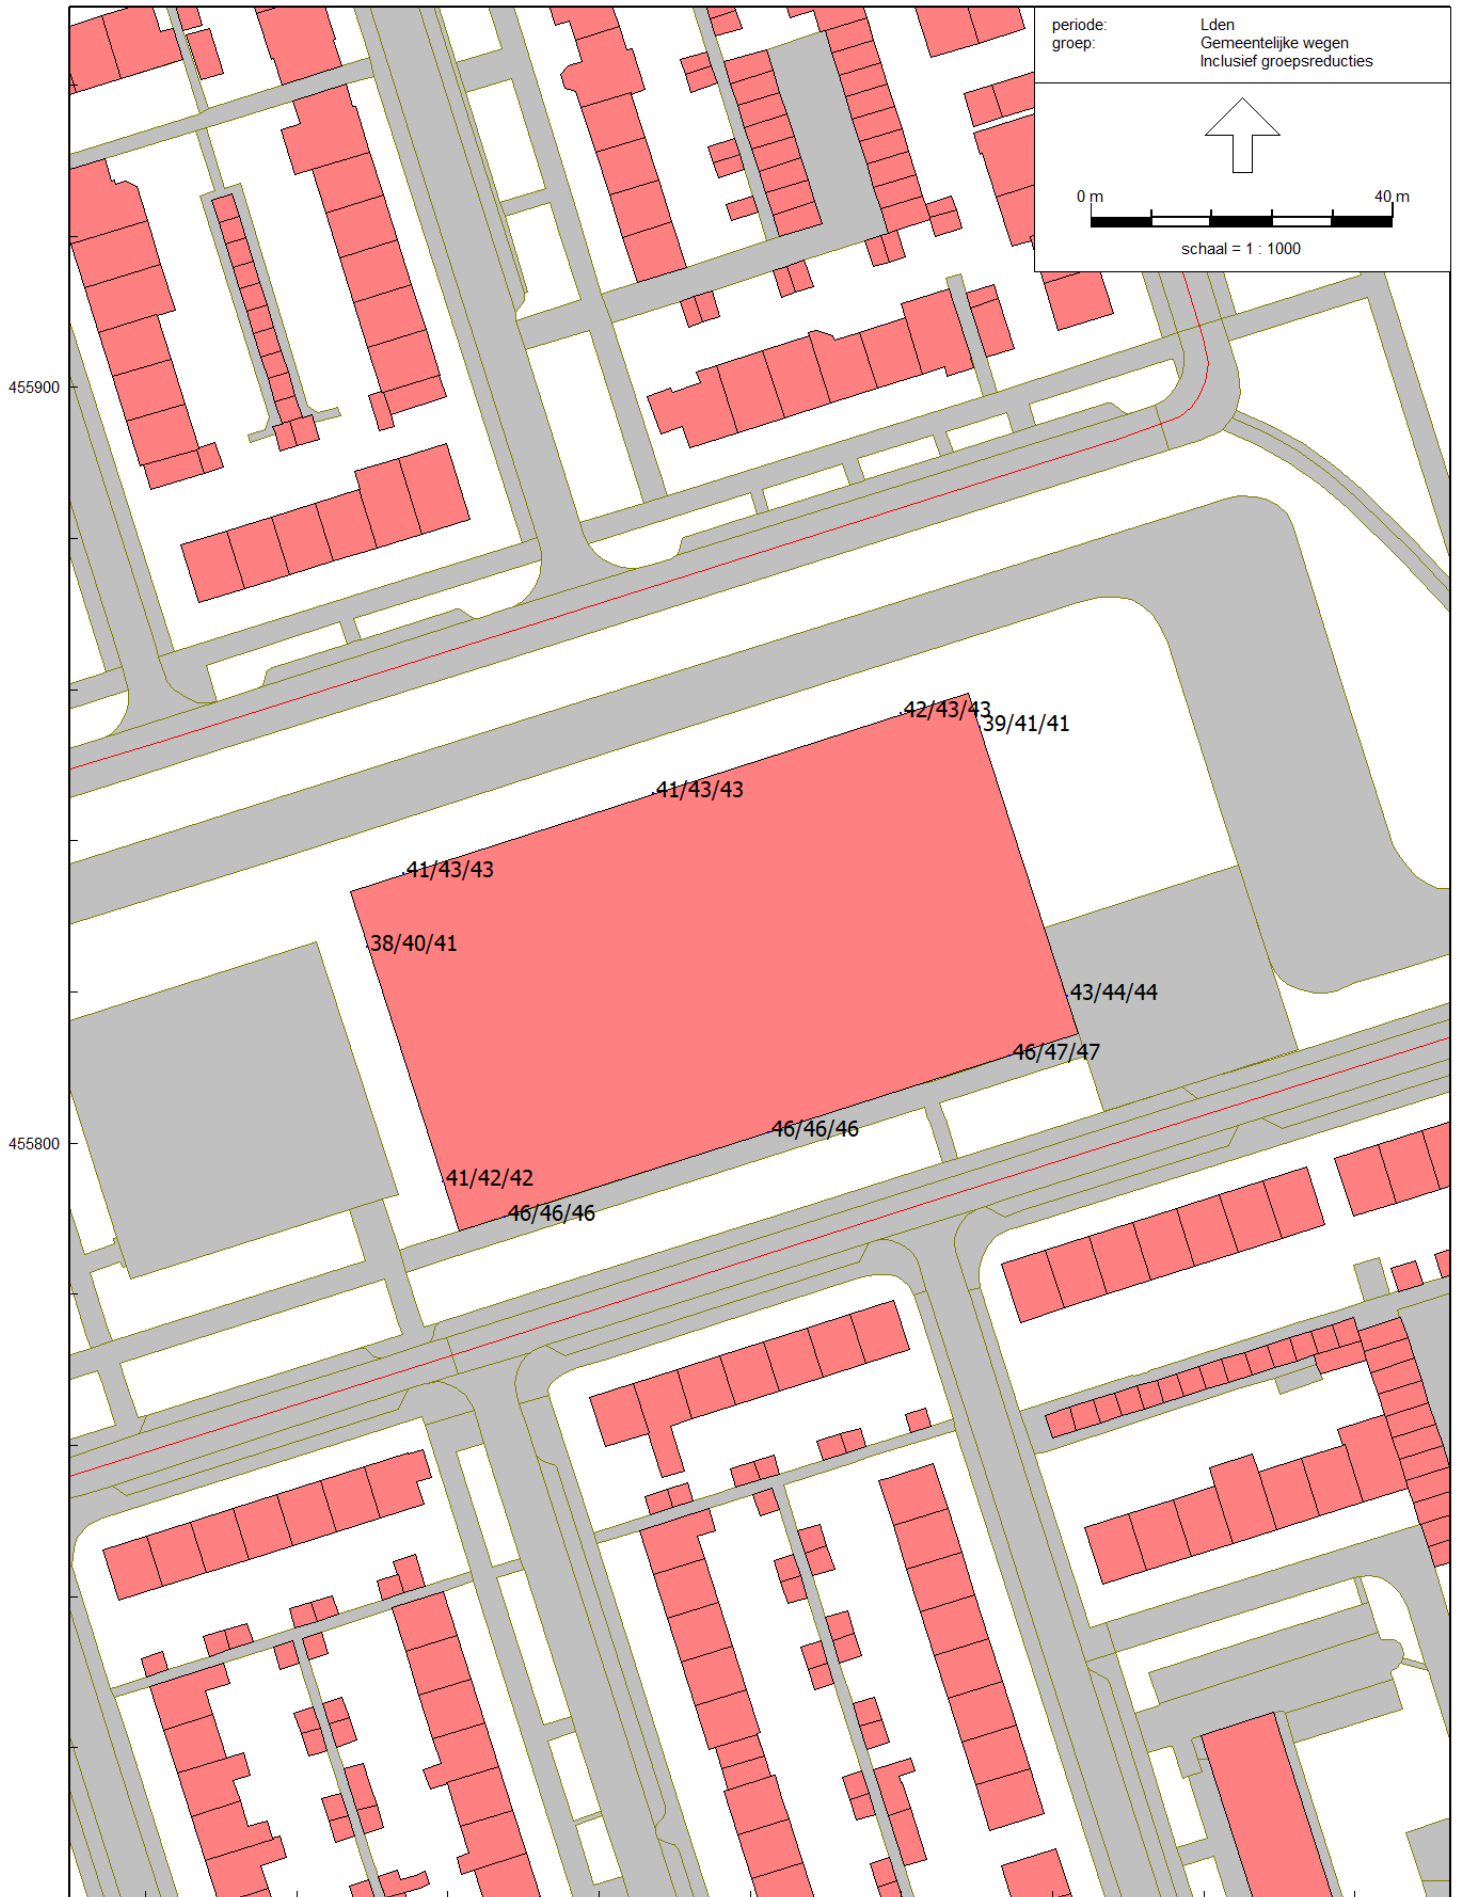 periode: Lden
groep: Gemeentelijke wegen
Inclusief groepsreducties
0 m 40 m
schaal = 1 : 1000
455900
42/43/43
39/41/41
41/43/43
41/43/43
38/40/41
43/44/44
46/47/47
455800
46/46/46
41/42/42
46/46/46